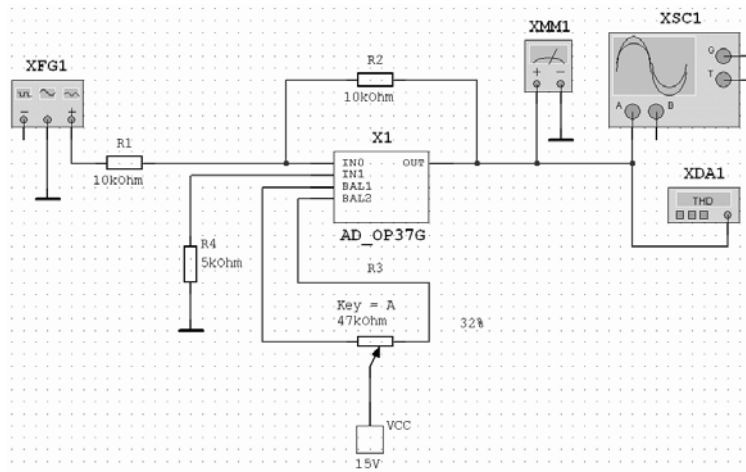 XFG1
R1
10kOhm
R2
10kOhm
XMM1
XSC1
G
T
A
B
X1
IN0
OUT
IN1
BAL1
BAL2
AD_OP37G
XDA1
THD
R4
5kOhm
R3
Key = A
47kOhm
32%
VCC
15V